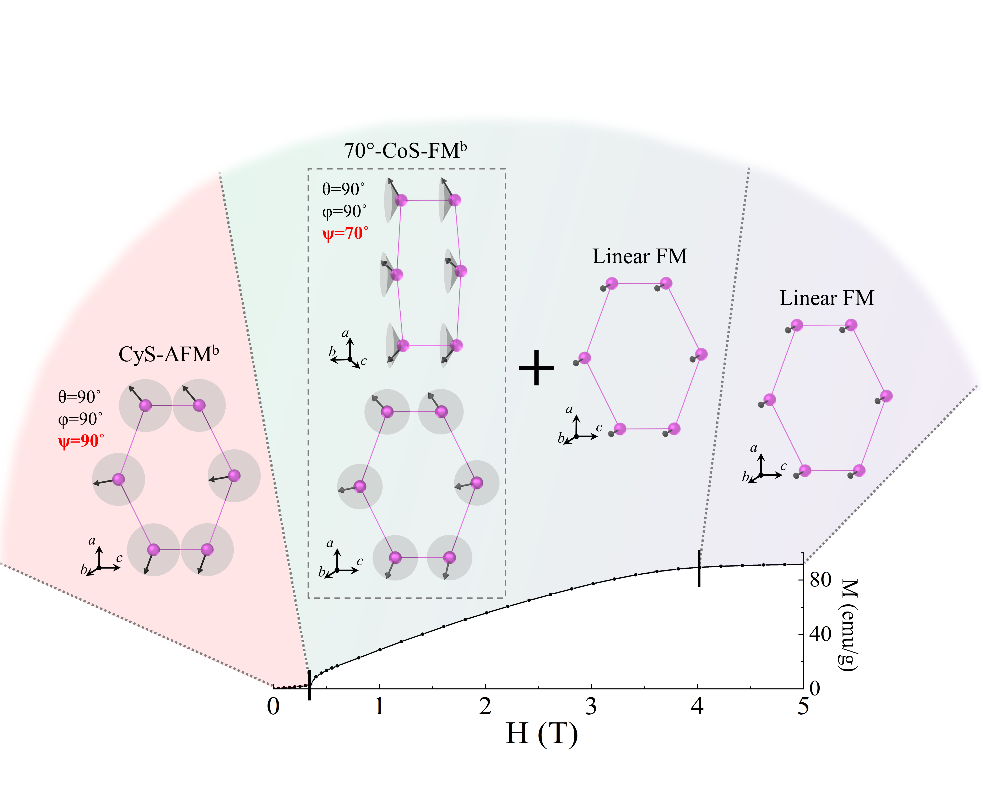 70°-CoS-FMᵇ
θ=90˚
φ=90˚
ψ=70˚
a
b
c
Linear FM
a
b
c
+
Linear FM
a
b
c
CyS-AFMᵇ
θ=90˚
φ=90˚
ψ=90˚
a
b
c
a
b
c
80
40
0
M (emu/g)
0 1 2 3 4 5
H (T)